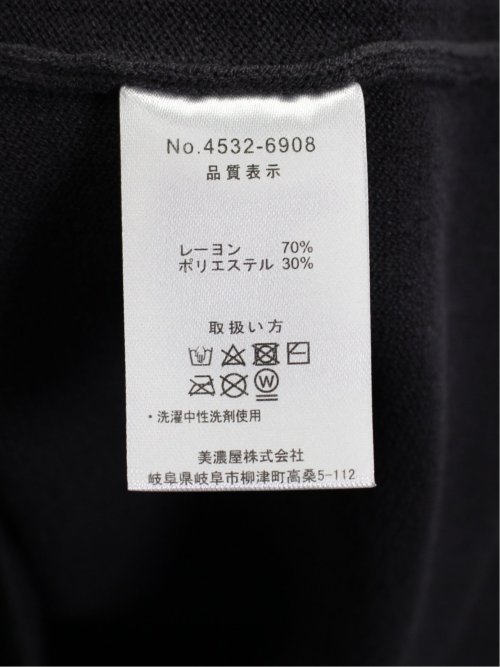 No.4532-6908
品質表示
レーヨン 70%
ポリエステル 30%
取扱い方
W
・洗濯中性洗剤使用
美濃屋株式会社
岐阜県岐阜市柳津町高桑5-112